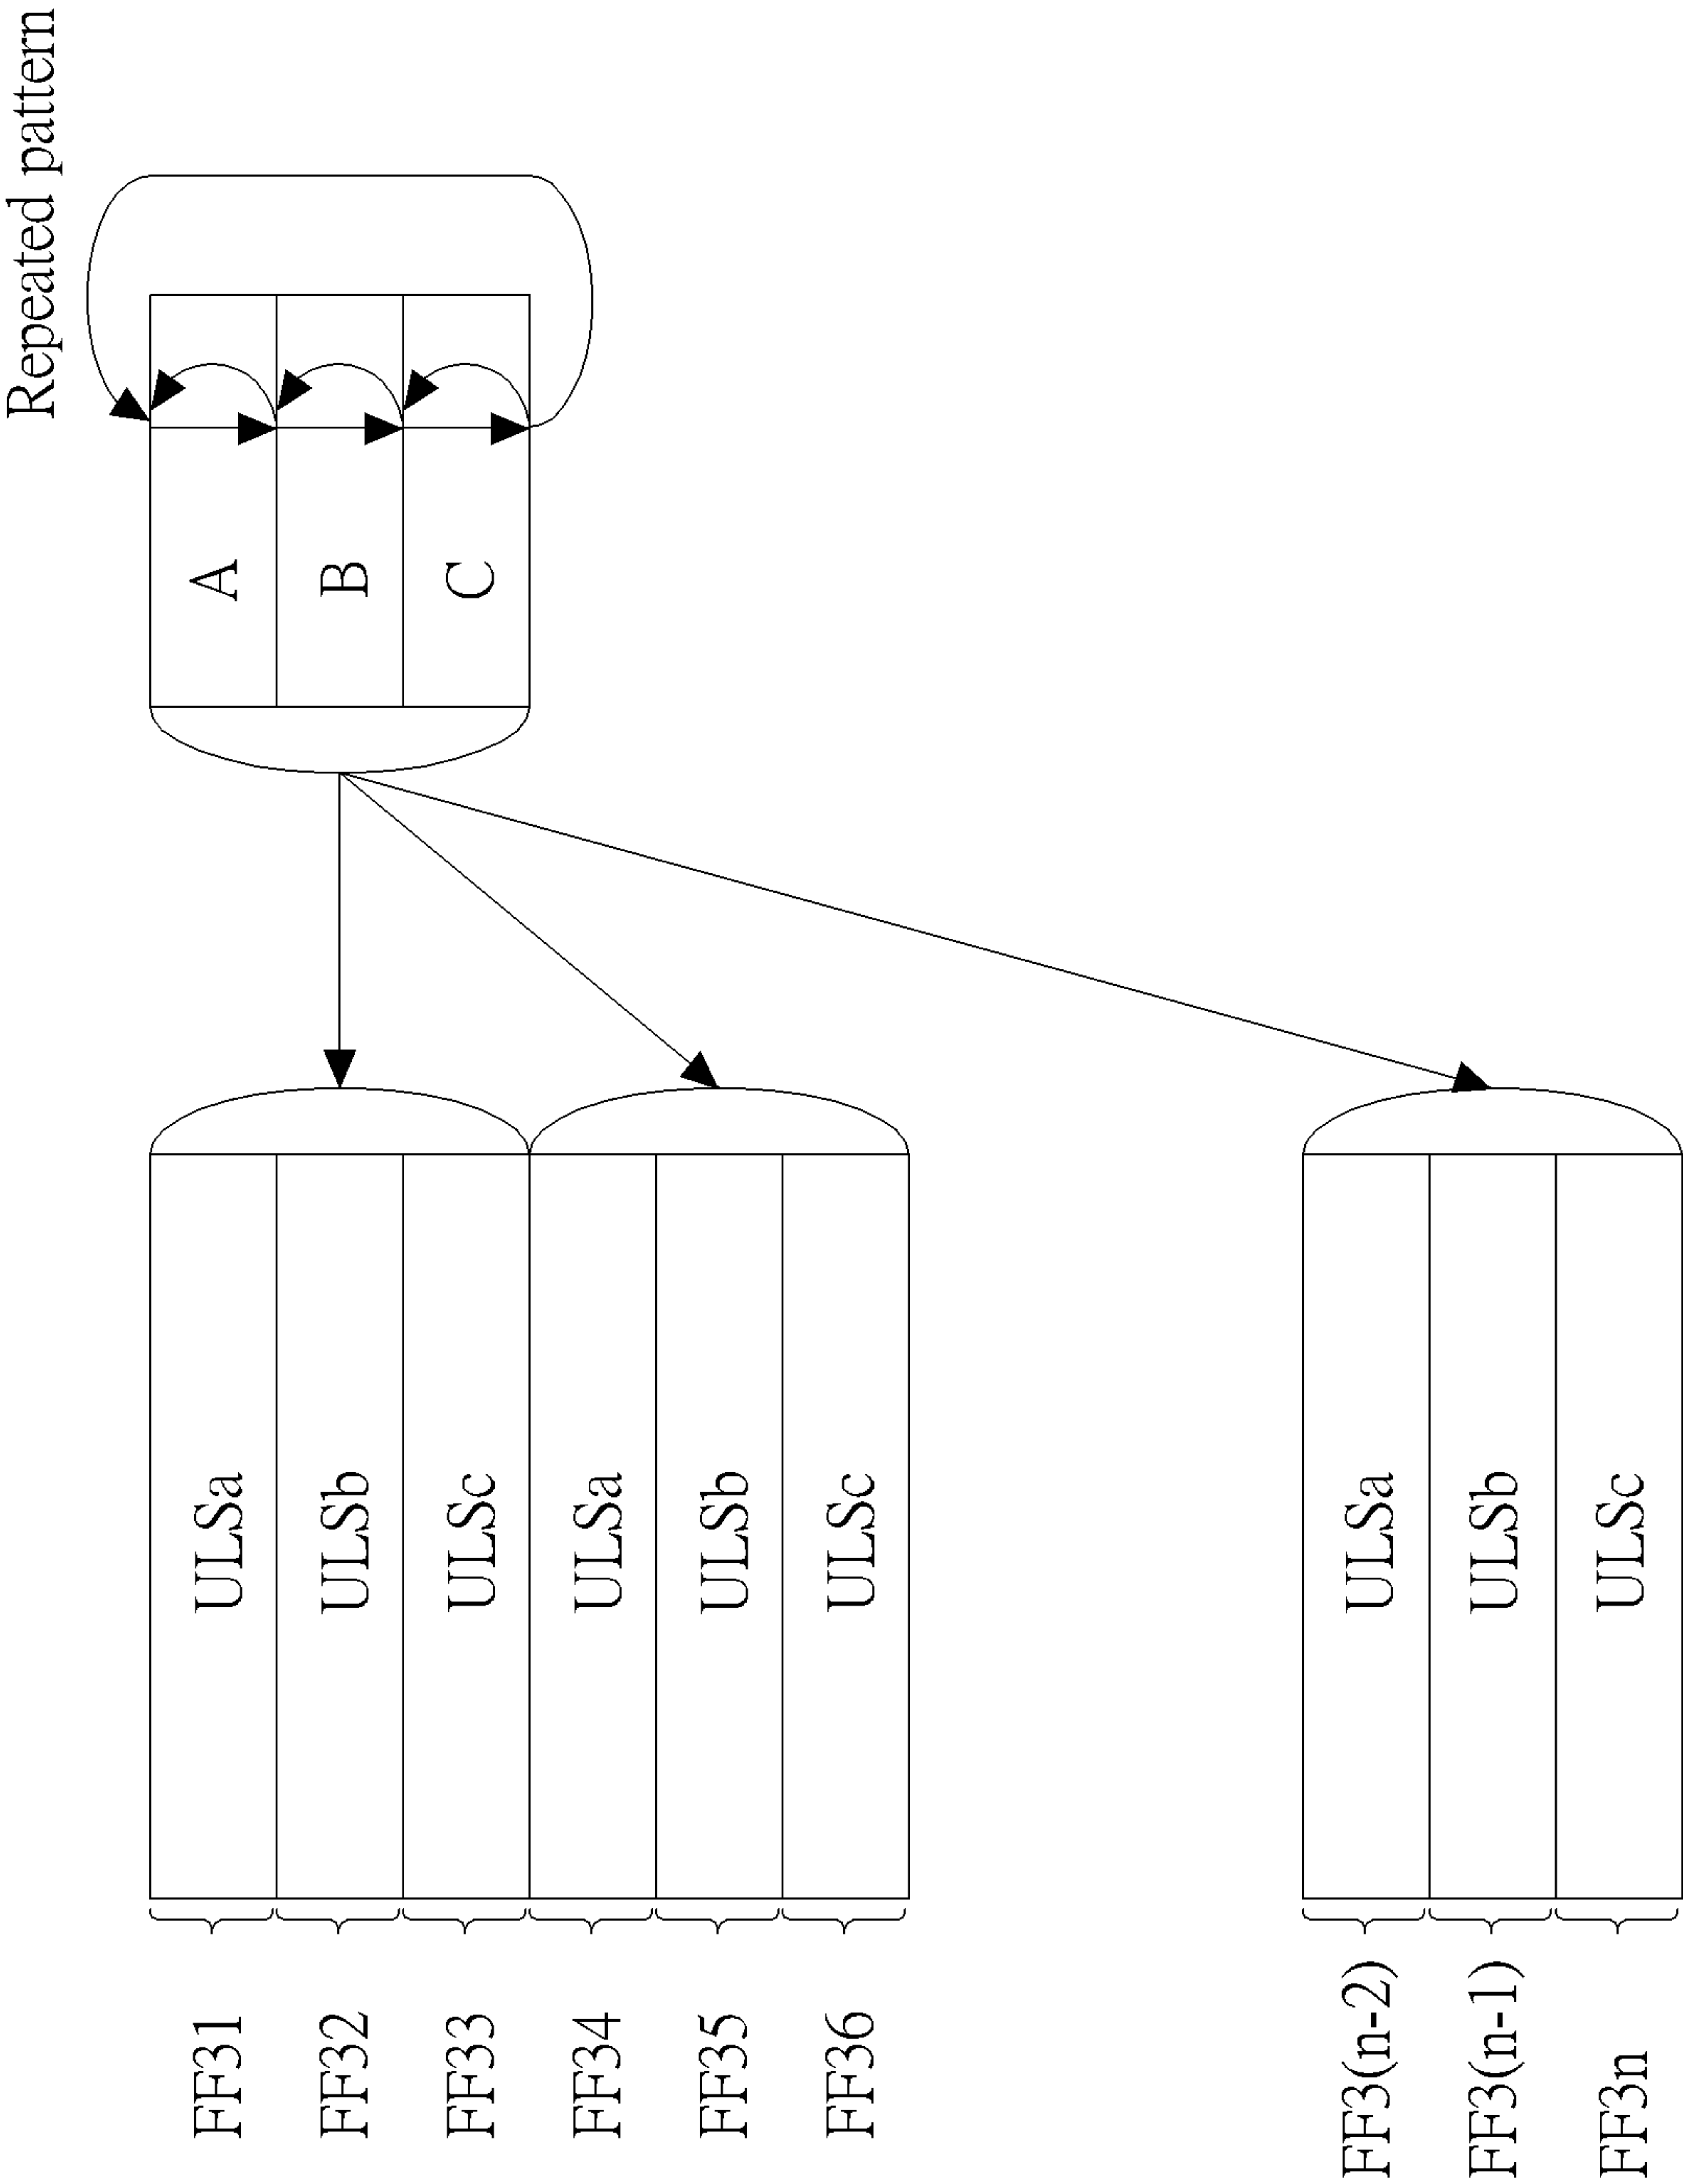 Repeated pattern
A
B
C
ULSa
ULSb
ULSc
ULSa
ULSb
ULSc
ULSa
ULSb
ULSc
FF31
FF32
FF33
FF34
FF35
FF36
FF3(n-2)
FF3(n-1)
FF3n